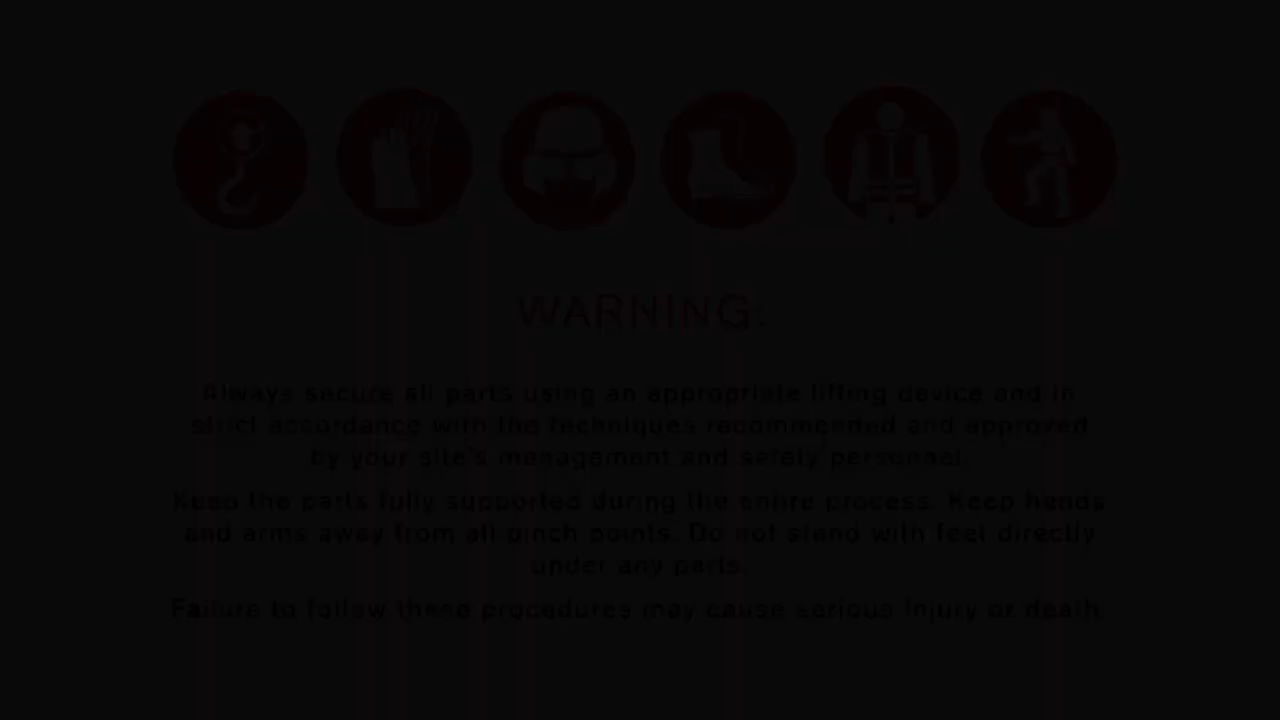 WARNING:
Always secure all parts using an appropriate lifting device and in
strict accordance with the techniques recommended and approved
by your site's management and safety personnel.
Keep the parts fully supported during the entire process. Keep hands
and arms away from all pinch points. Do not stand with feet directly
under any parts.
Failure to follow these procedures may cause serious injury or death.